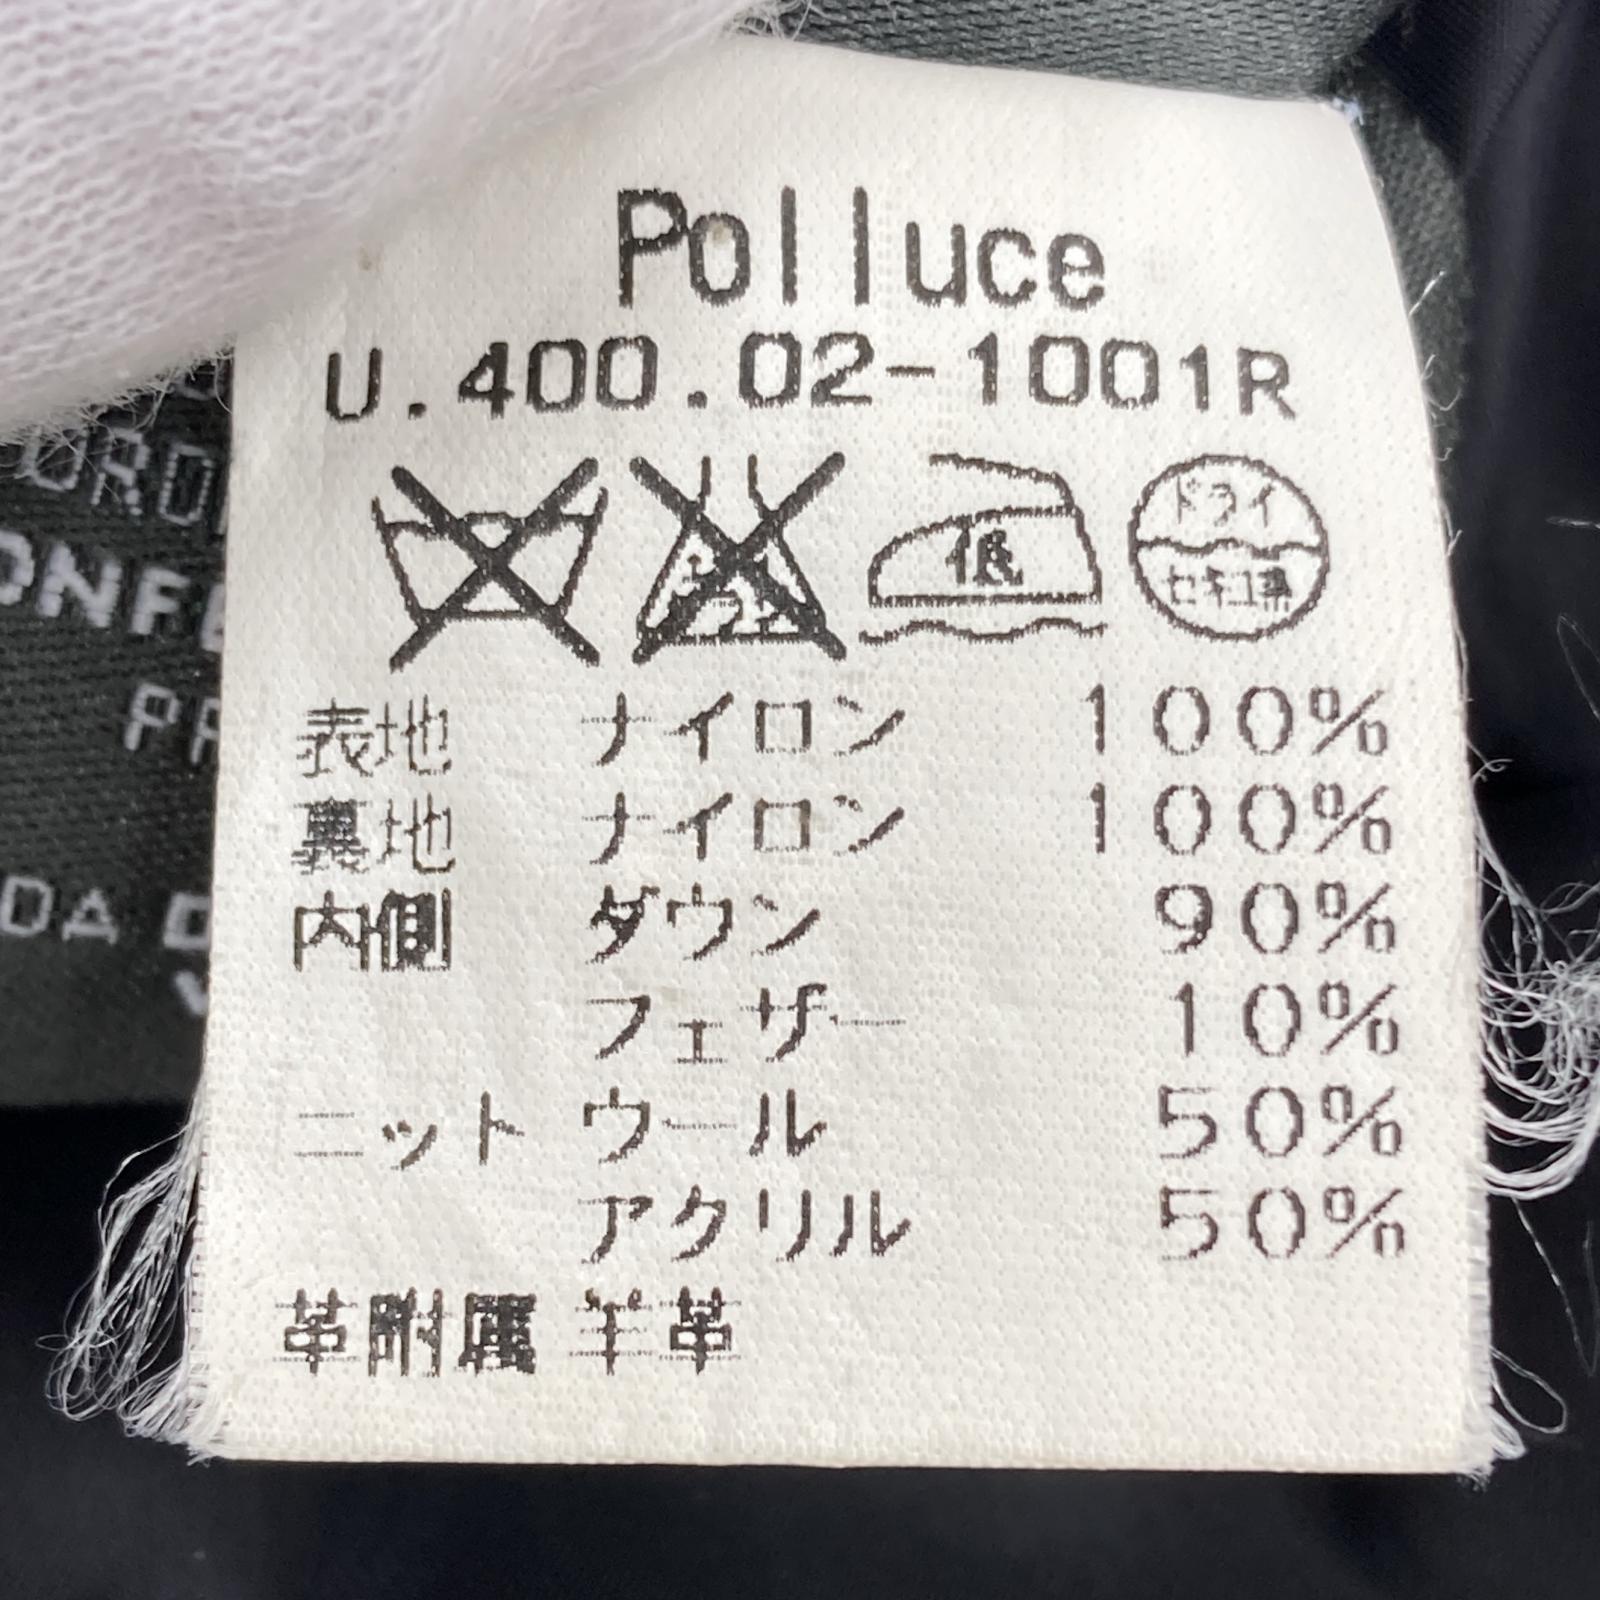 Polluce
U.400.02-1001R
低 ドライ
セキユ系
表地 ナイロン 100%
裏地 ナイロン 100%
内側 ダウン 90%
フェザー 10%
ニット ウール 50%
アクリル 50%
革附属 羊革